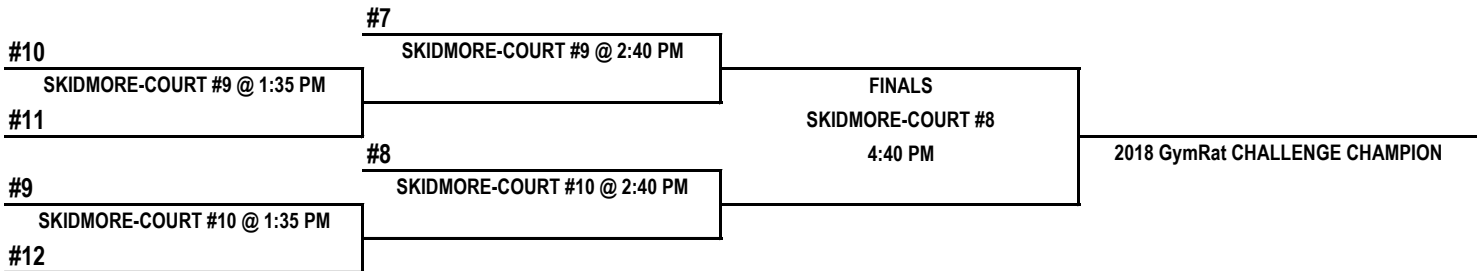 #7
#10
SKIDMORE-COURT #9 @ 2:40 PM
SKIDMORE-COURT #9 @ 1:35 PM
FINALS
#11
SKIDMORE-COURT #8
#8
4:40 PM
2018 GymRat CHALLENGE CHAMPION
#9
SKIDMORE-COURT #10 @ 2:40 PM
SKIDMORE-COURT #10 @ 1:35 PM
#12